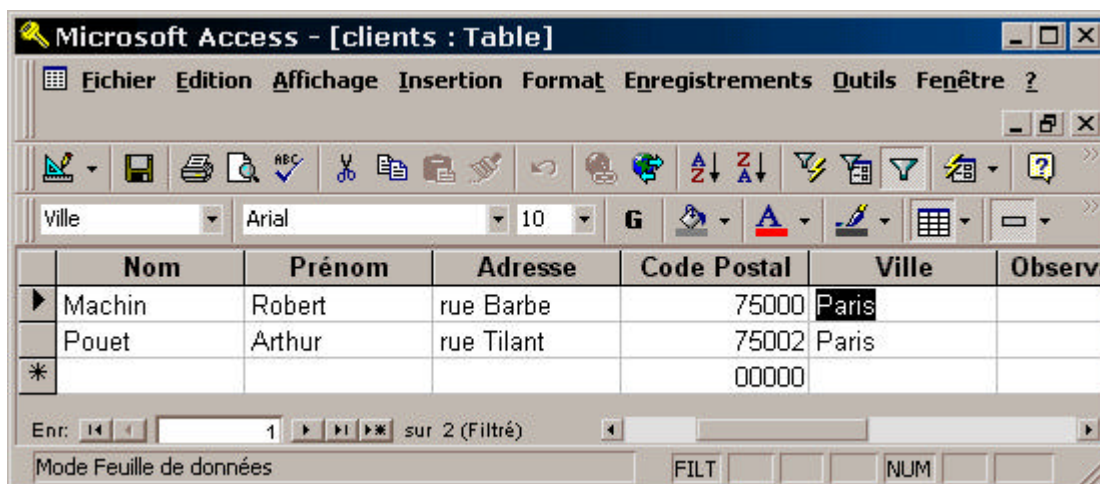 Microsoft Access - [clients : Table]
Fichier Edition Affichage Insertion Format Enregistrements Outils Fenêtre ?
ABC A Z Z A ?
Ville Arial 10 G A
Nom Prénom Adresse Code Postal Ville Observ
Machin Robert rue Barbe 75000 Paris
Pouet Arthur rue Tilant 75002 Paris
00000
Enr: 1 sur 2 (Filtré)
Mode Feuille de données FILT NUM